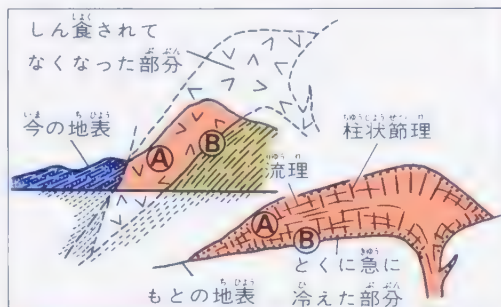 しん食されて
なくなった部分
今の地表
柱状節理
流理
Ⓐ
Ⓑ
Ⓐ
Ⓑ
とくに急に
冷えた部分
もとの地表